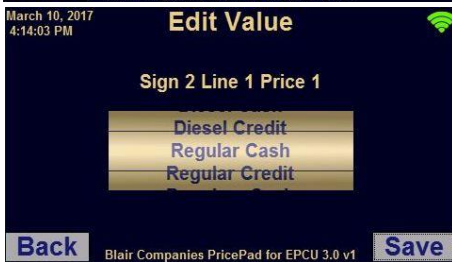 March 10, 2017
4:14:03 PM
Edit Value
Sign 2 Line 1 Price 1
Diesel Credit
Regular Cash
Regular Credit
Back
Blair Companies PricePad for EPCU 3.0 v1
Save